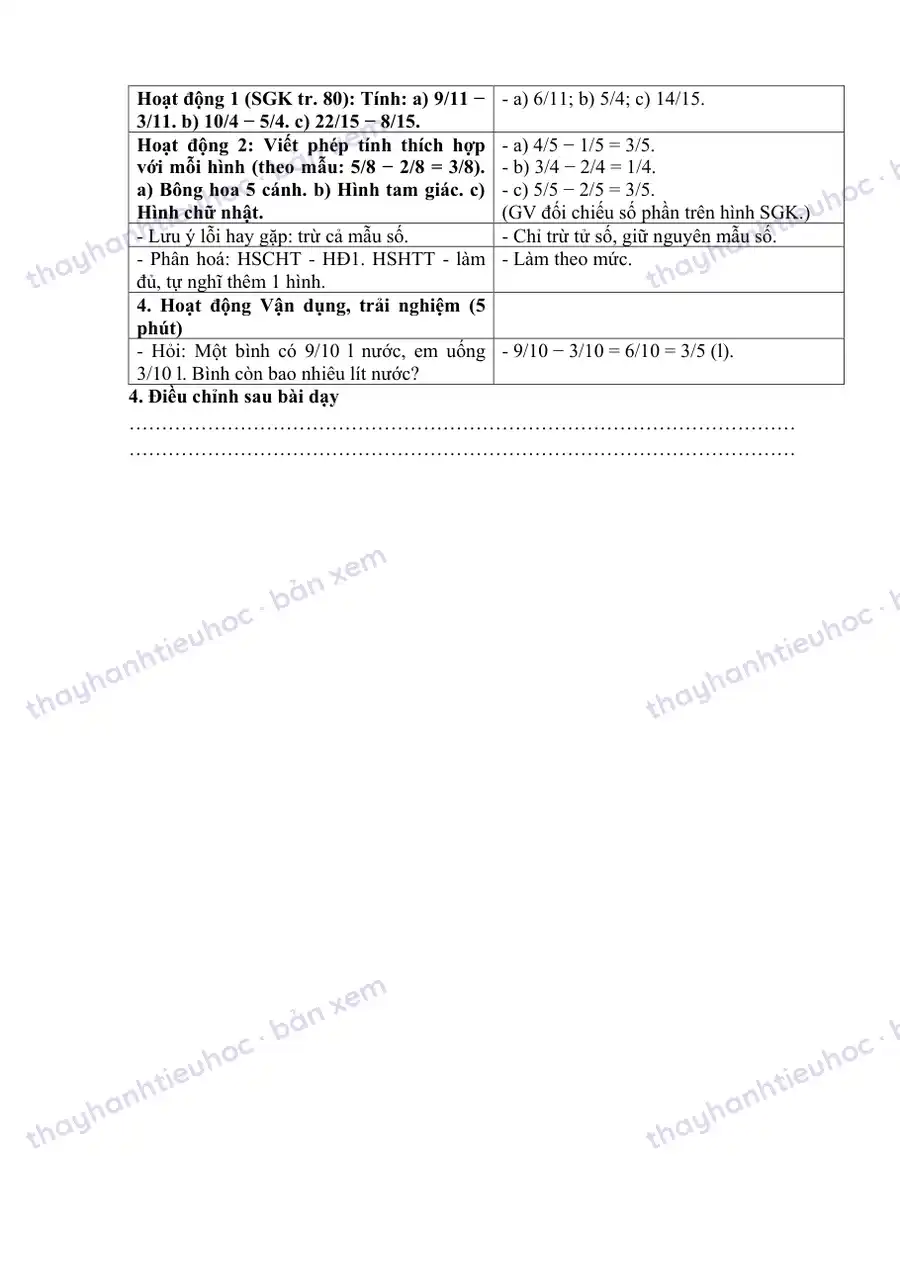 Hoạt động 1 (SGK tr. 80): Tính: a) 9/11 −
3/11. b) 10/4 − 5/4. c) 22/15 − 8/15.
- a) 6/11; b) 5/4; c) 14/15.
Hoạt động 2: Viết phép tính thích hợp
với mỗi hình (theo mẫu: 5/8 − 2/8 = 3/8).
a) Bông hoa 5 cánh. b) Hình tam giác. c)
Hình chữ nhật.
- a) 4/5 − 1/5 = 3/5.
- b) 3/4 − 2/4 = 1/4.
- c) 5/5 − 2/5 = 3/5.
(GV đối chiếu số phần trên hình SGK.)
- Lưu ý lỗi hay gặp: trừ cả mẫu số.
- Chỉ trừ tử số, giữ nguyên mẫu số.
- Phân hoá: HSCHT - HĐ1. HSHTT - làm
đủ, tự nghĩ thêm 1 hình.
- Làm theo mức.
4. Hoạt động Vận dụng, trải nghiệm (5
phút)
- Hỏi: Một bình có 9/10 l nước, em uống
3/10 l. Bình còn bao nhiêu lít nước?
- 9/10 − 3/10 = 6/10 = 3/5 (l).
4. Điều chỉnh sau bài dạy
thayhanhtieuhoc · bản xem
thayhanhtieuhoc · b
thayhanhtieuhoc · bản xem
thayhanhtieuhoc · b
thayhanhtieuhoc · bản xem
thayhanhtieuhoc · b